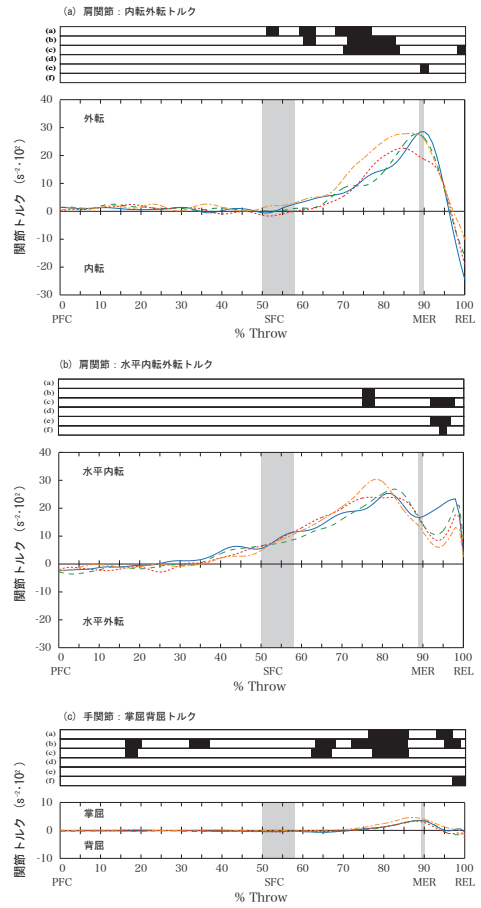 (a) 肩関節：内転外転トルク
(a)
(b)
(c)
(d)
(e)
(f)
40
30
20
10
0
-10
-20
-30
外転
内転
関節トルク (s⁻²·10²)
0 10 20 30 40 50 60 70 80 90 100
PFC SFC MER REL
% Throw
(b) 肩関節：水平内転外転トルク
(a)
(b)
(c)
(d)
(e)
(f)
40
30
20
10
0
-10
-20
-30
水平内転
水平外転
関節トルク (s⁻²·10²)
0 10 20 30 40 50 60 70 80 90 100
PFC SFC MER REL
% Throw
(c) 手関節：掌屈背屈トルク
(a)
(b)
(c)
(d)
(e)
(f)
10
0
-10
掌屈
背屈
関節トルク (s⁻²·10²)
0 10 20 30 40 50 60 70 80 90 100
PFC SFC MER REL
% Throw